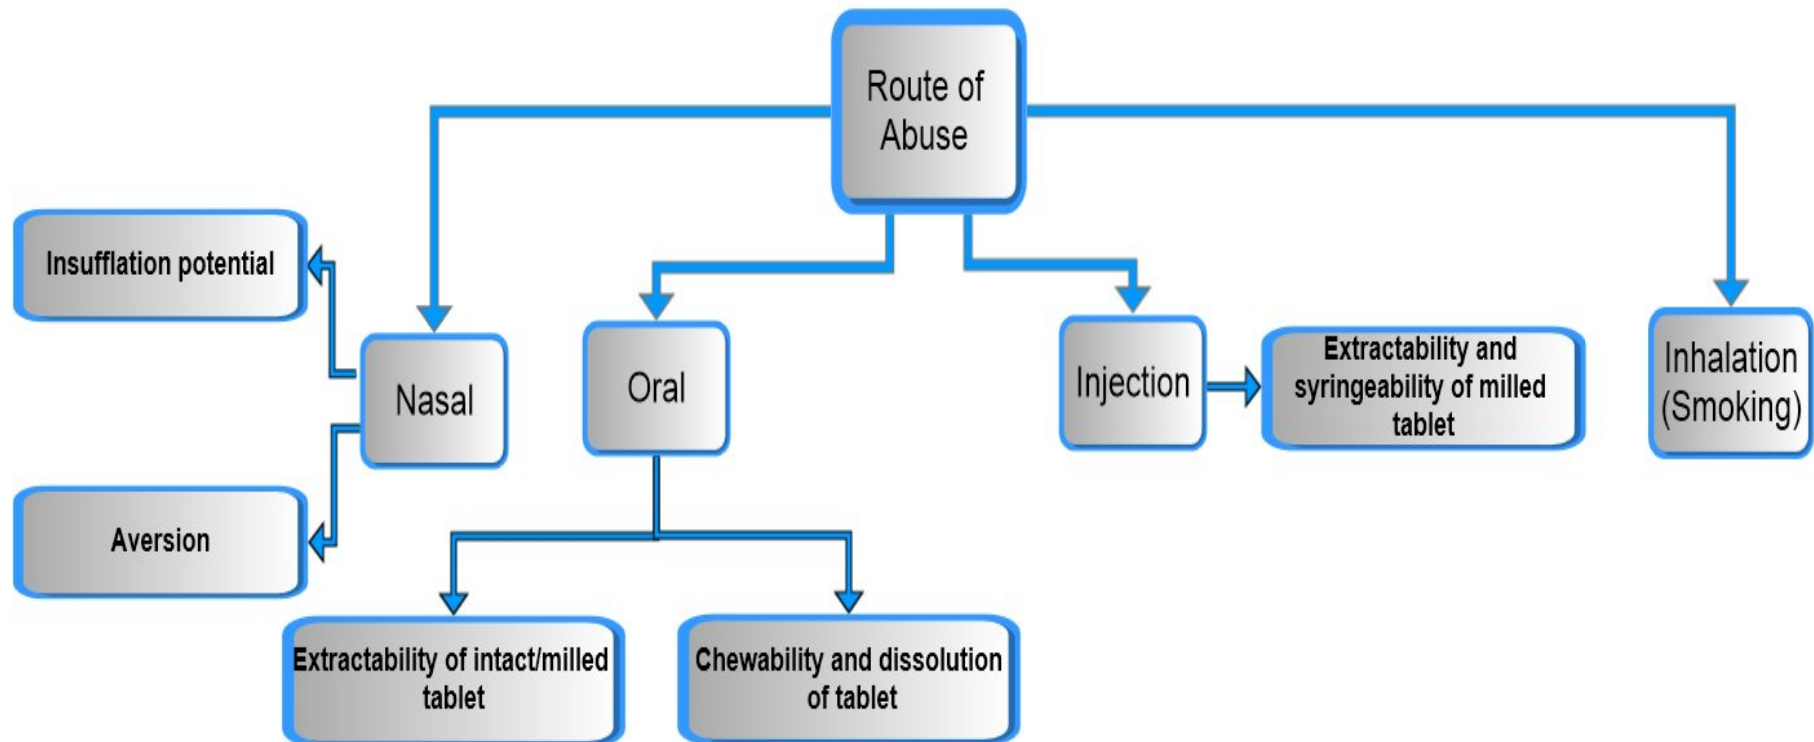 Route of
Abuse
Insufflation potential
Nasal
Oral
Injection
Extractability and
syringeability of milled
tablet
Inhalation
(Smoking)
Aversion
Extractability of intact/milled
tablet
Chewability and dissolution
of tablet